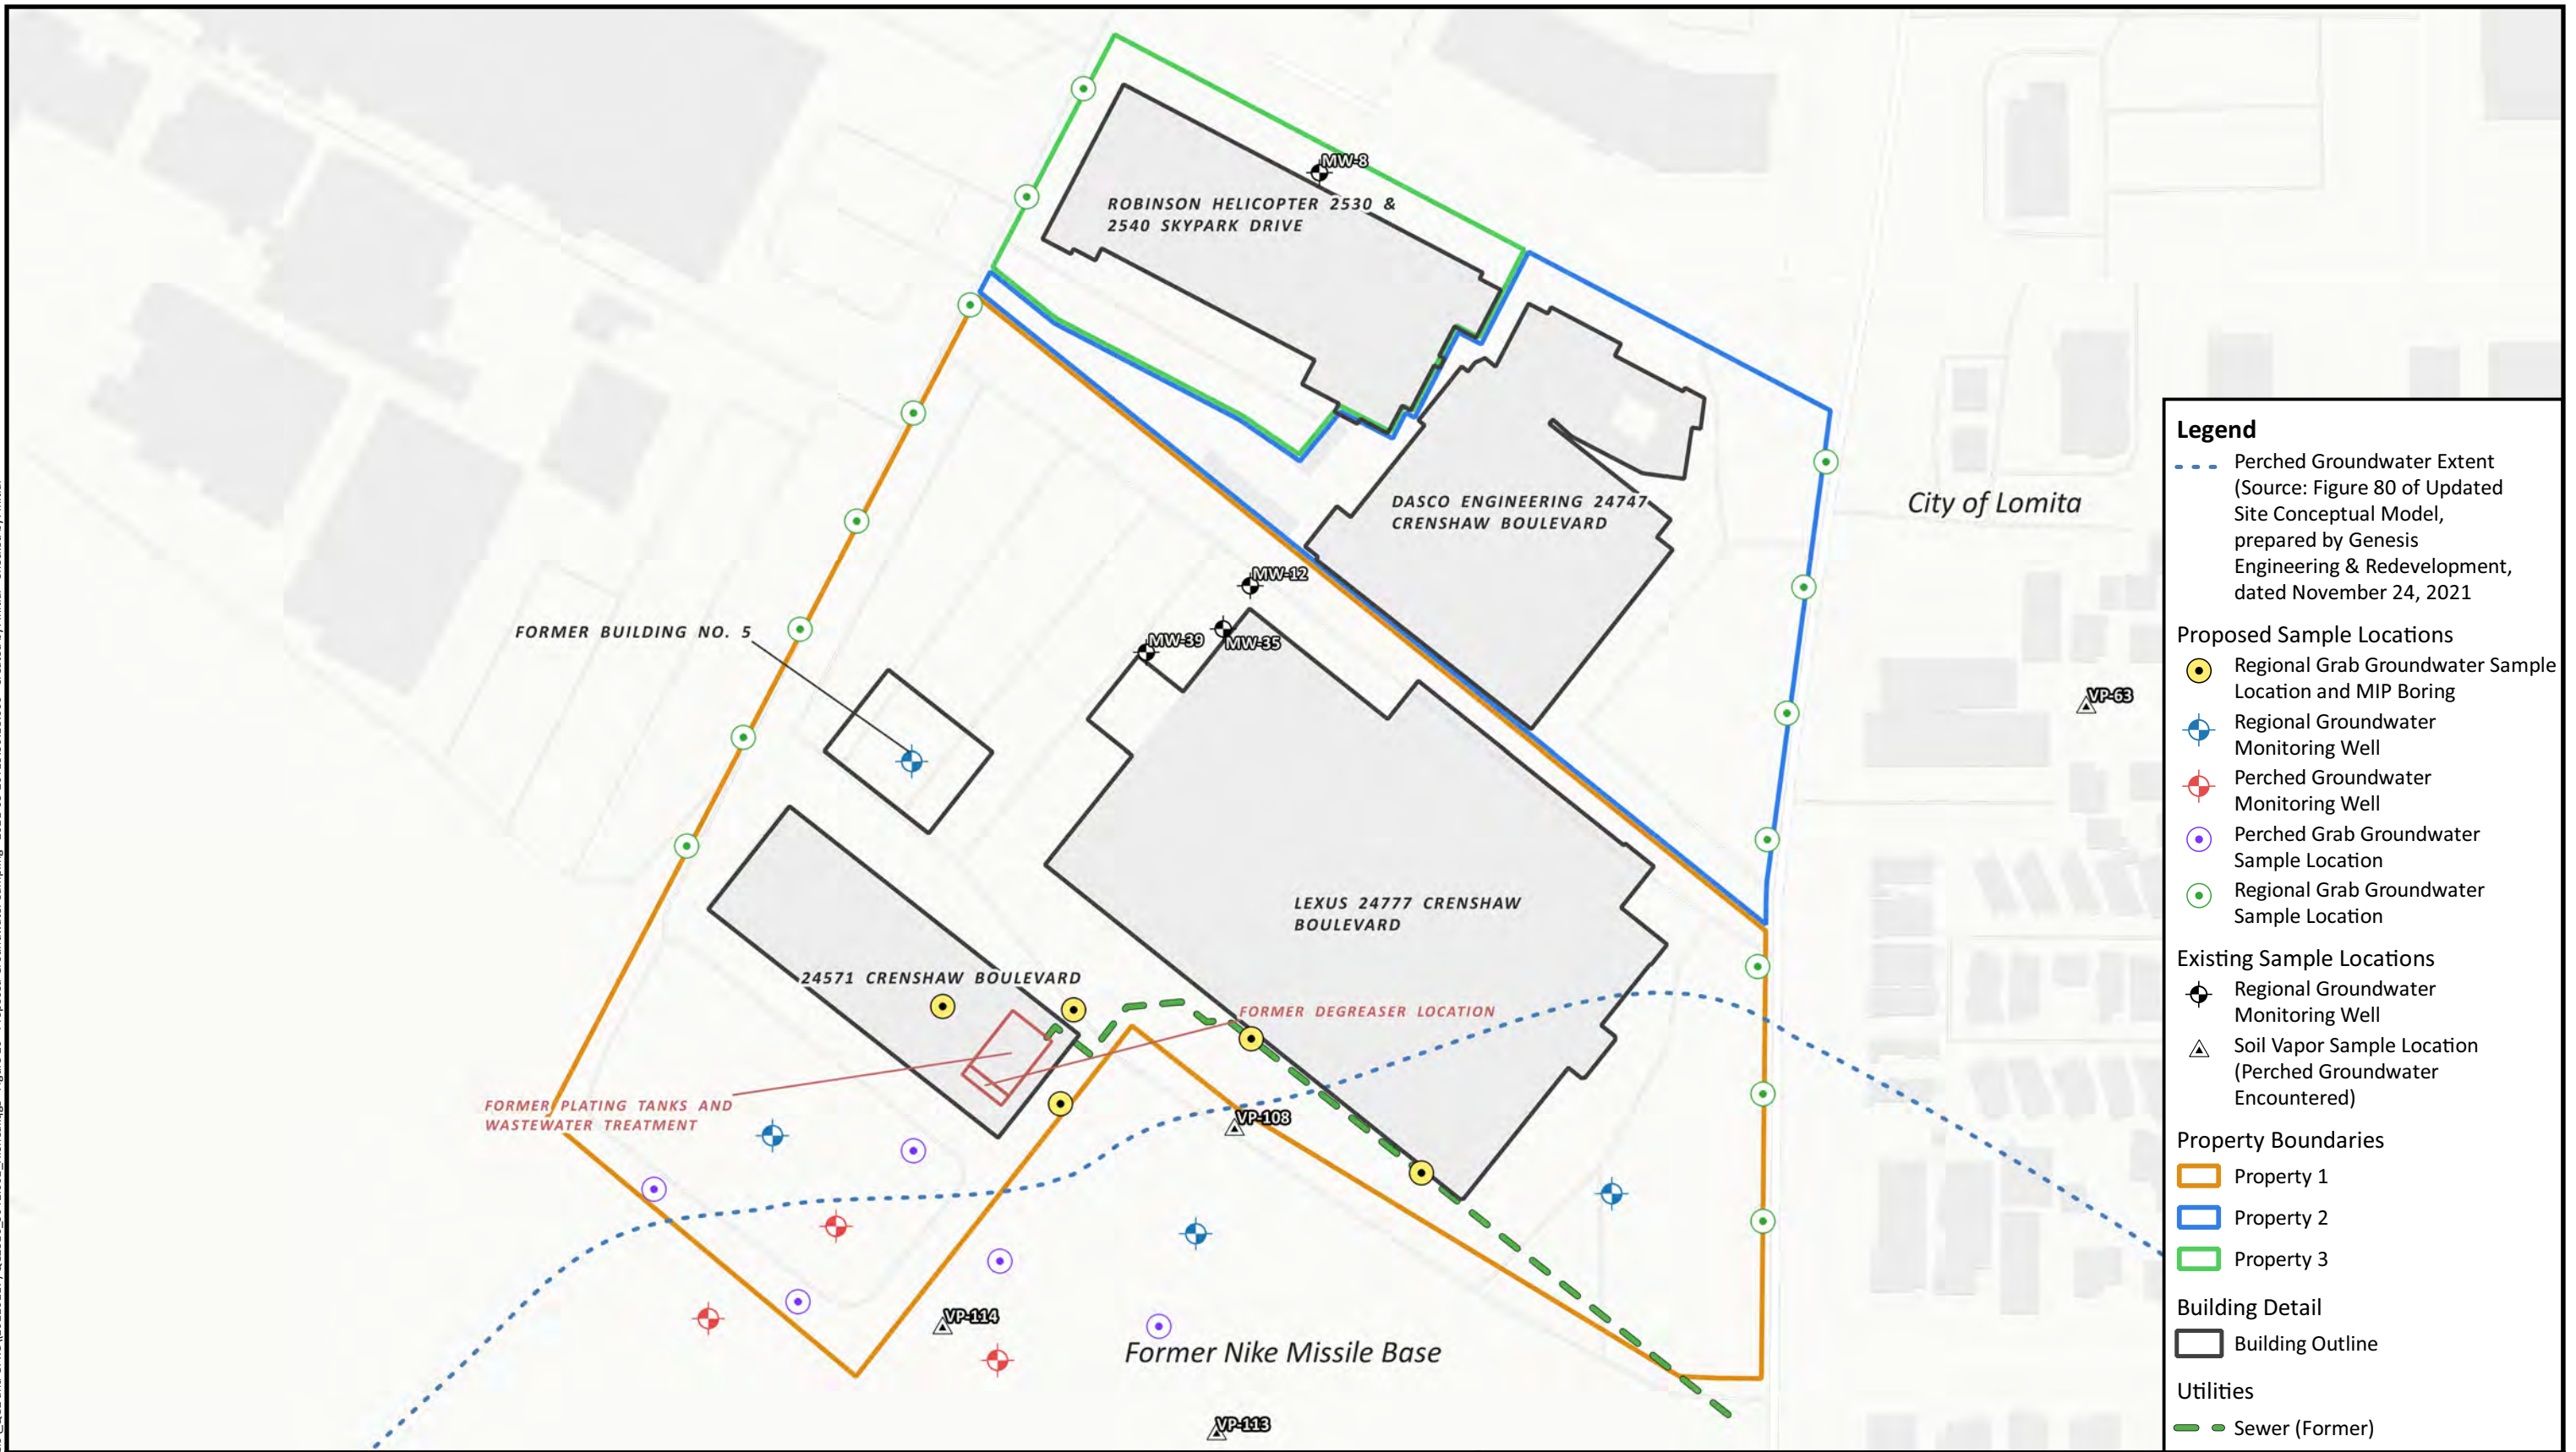 MW-8
ROBINSON HELICOPTER 2530 &
2540 SKYPARK DRIVE
DASCO ENGINEERING 24747
CRENSHAW BOULEVARD
City of Lomita
MW-12
MW-39
MW-35
FORMER BUILDING NO. 5
VP-63
LEXUS 24777 CRENSHAW
BOULEVARD
24571 CRENSHAW BOULEVARD
FORMER DEGREASER LOCATION
FORMER PLATING TANKS AND
WASTEWATER TREATMENT
VP-108
VP-114
Former Nike Missile Base
VP-113
Legend
Perched Groundwater Extent
(Source: Figure 80 of Updated
Site Conceptual Model,
prepared by Genesis
Engineering & Redevelopment,
dated November 24, 2021
Proposed Sample Locations
Regional Grab Groundwater Sample
Location and MIP Boring
Regional Groundwater
Monitoring Well
Perched Groundwater
Monitoring Well
Perched Grab Groundwater
Sample Location
Regional Grab Groundwater
Sample Location
Existing Sample Locations
Regional Groundwater
Monitoring Well
Soil Vapor Sample Location
(Perched Groundwater
Encountered)
Property Boundaries
Property 1
Property 2
Property 3
Building Detail
Building Outline
Utilities
Sewer (Former)